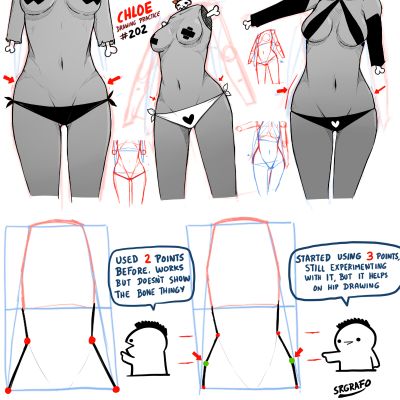 CHLOE
DRAWING PRACTICE
#202
USED 2 POINTS
BEFORE. WORKS
BUT DOESN'T SHOW
THE BONE THINGY
STARTED USING 3 POINTS,
STILL EXPERIMENTING
WITH IT, BUT IT HELPS
ON HIP DRAWING
SRGRAFO